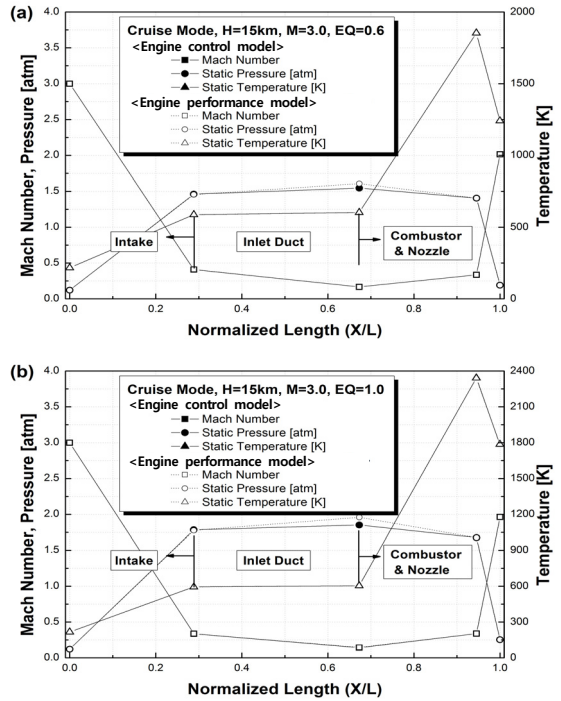 (a)
Cruise Mode, H=15km, M=3.0, EQ=0.6
<Engine control model>
Mach Number
Static Pressure [atm]
Static Temperature [K]
<Engine performance model>
Mach Number
Static Pressure [atm]
Static Temperature [K]
Mach Number, Pressure [atm]
4.0
3.5
3.0
2.5
2.0
1.5
1.0
0.5
0.0
Temperature [K]
2000
1500
1000
500
0
Intake
Inlet Duct
Combustor
& Nozzle
0.0 0.2 0.4 0.6 0.8 1.0
Normalized Length (X/L)
(b)
Cruise Mode, H=15km, M=3.0, EQ=1.0
<Engine control model>
Mach Number
Static Pressure [atm]
Static Temperature [K]
<Engine performance model>
Mach Number
Static Pressure [atm]
Static Temperature [K]
Mach Number, Pressure [atm]
4.0
3.5
3.0
2.5
2.0
1.5
1.0
0.5
0.0
Temperature [K]
2400
2100
1800
1500
1200
900
600
300
0
Intake
Inlet Duct
Combustor
& Nozzle
0.0 0.2 0.4 0.6 0.8 1.0
Normalized Length (X/L)